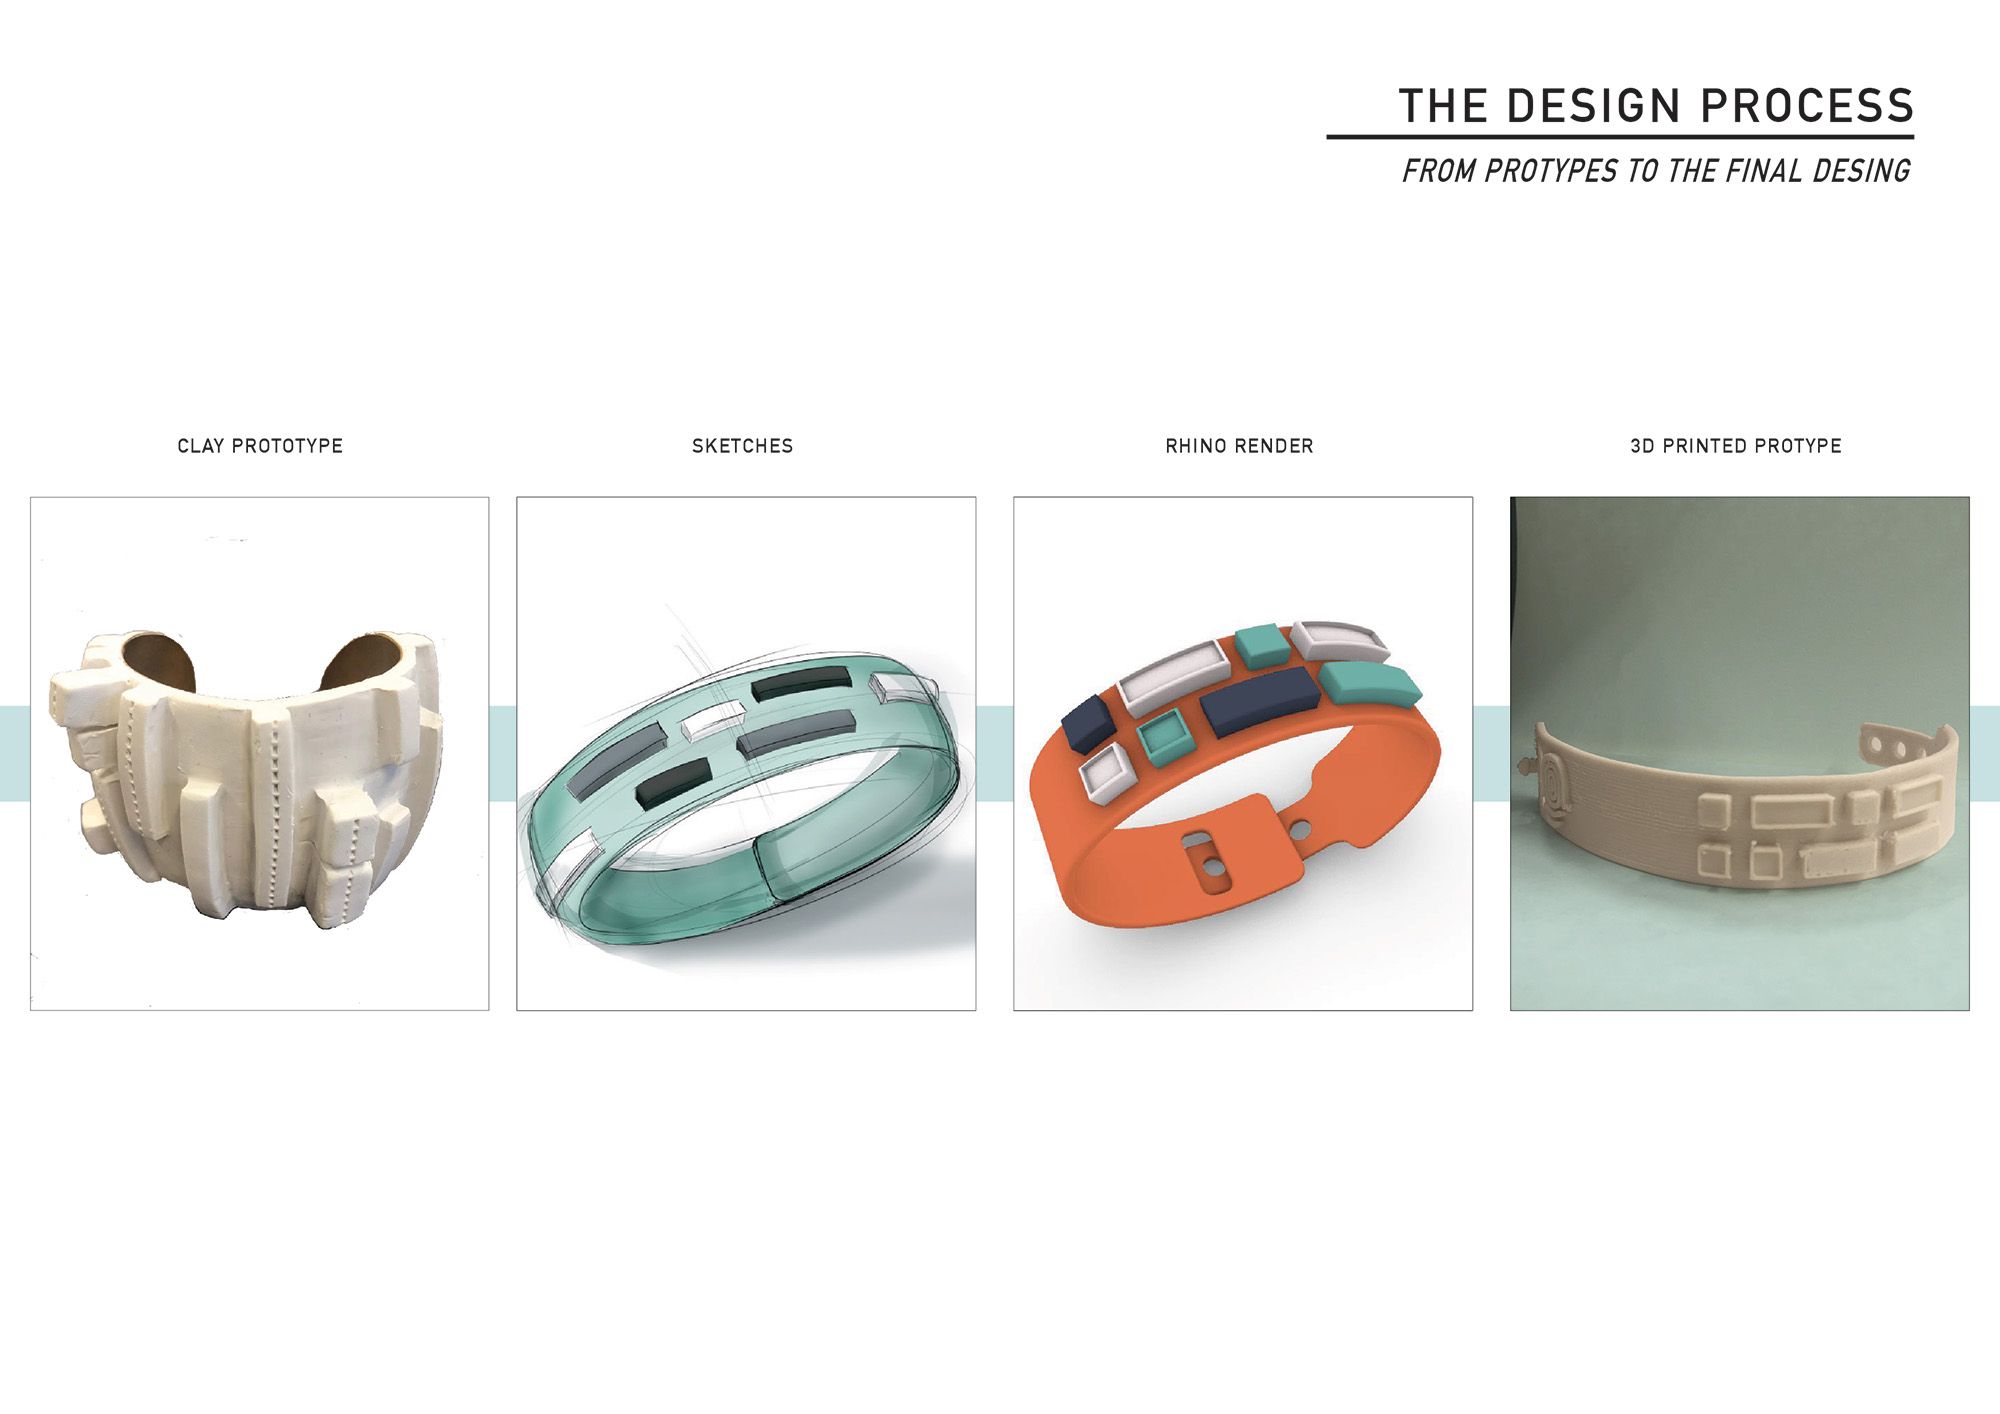 THE DESIGN PROCESS
FROM PROTYPES TO THE FINAL DESING
CLAY PROTOTYPE
SKETCHES
RHINO RENDER
3D PRINTED PROTYPE